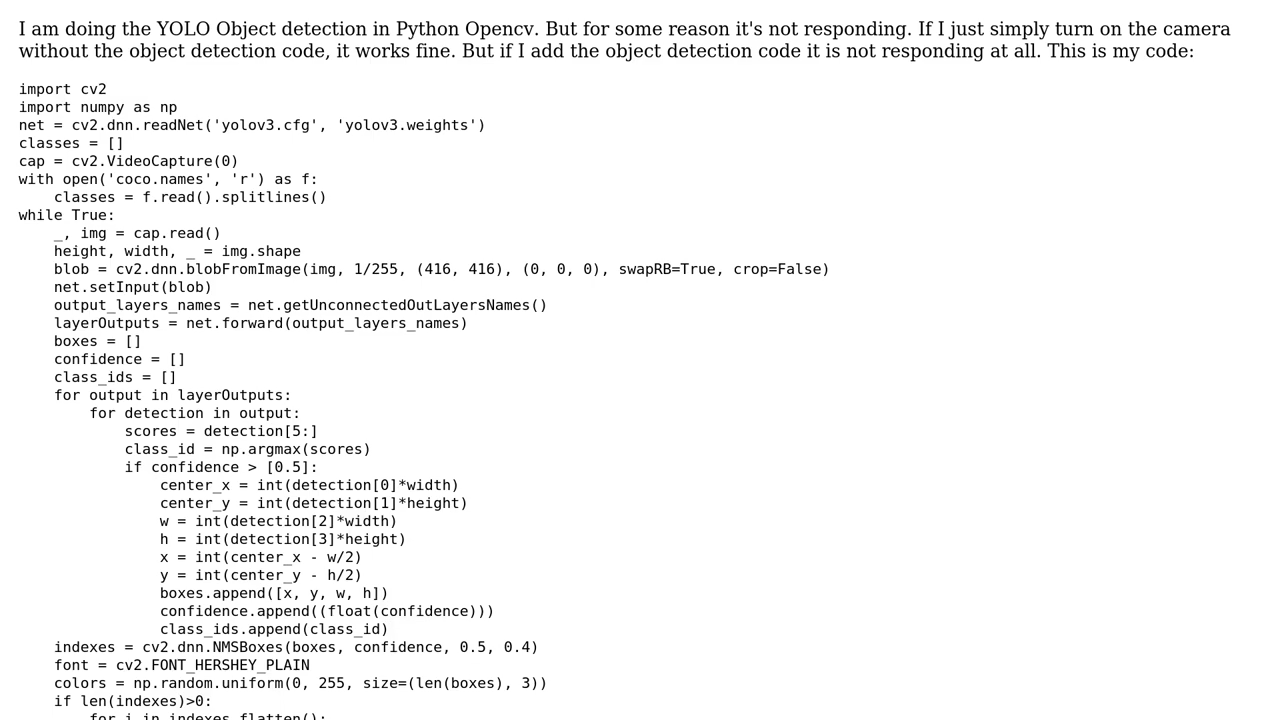 I am doing the YOLO Object detection in Python Opencv. But for some reason it's not responding. If I just simply turn on the camera
without the object detection code, it works fine. But if I add the object detection code it is not responding at all. This is my code:
import cv2
import numpy as np
net = cv2.dnn.readNet('yolov3.cfg', 'yolov3.weights')
classes = []
cap = cv2.VideoCapture(0)
with open('coco.names', 'r') as f:
    classes = f.read().splitlines()
while True:
    _, img = cap.read()
    height, width, _ = img.shape
    blob = cv2.dnn.blobFromImage(img, 1/255, (416, 416), (0, 0, 0), swapRB=True, crop=False)
    net.setInput(blob)
    output_layers_names = net.getUnconnectedOutLayersNames()
    layerOutputs = net.forward(output_layers_names)
    boxes = []
    confidence = []
    class_ids = []
    for output in layerOutputs:
        for detection in output:
            scores = detection[5:]
            class_id = np.argmax(scores)
            if confidence > [0.5]:
                center_x = int(detection[0]*width)
                center_y = int(detection[1]*height)
                w = int(detection[2]*width)
                h = int(detection[3]*height)
                x = int(center_x - w/2)
                y = int(center_y - h/2)
                boxes.append([x, y, w, h])
                confidence.append((float(confidence)))
                class_ids.append(class_id)
    indexes = cv2.dnn.NMSBoxes(boxes, confidence, 0.5, 0.4)
    font = cv2.FONT_HERSHEY_PLAIN
    colors = np.random.uniform(0, 255, size=(len(boxes), 3))
    if len(indexes)>0:
        for i in indexes.flatten():